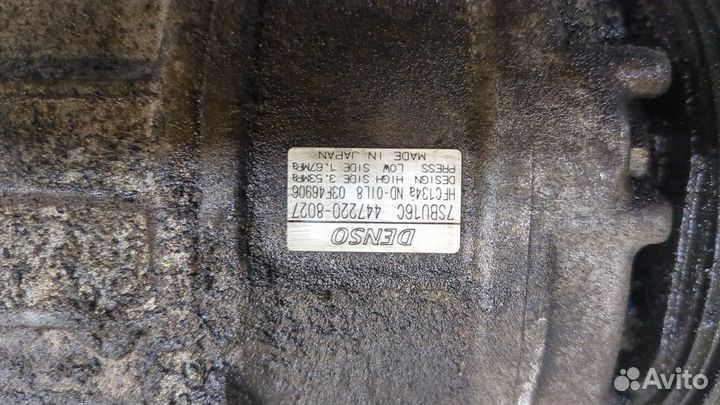 DENSO
7SBU16C 447220-8027
HFC134a ND-OIL8 03F46906
DESIGN HIGH SIDE 3.53MPa
PRESS LOW SIDE 1.67MPa
MADE IN JAPAN
Avito